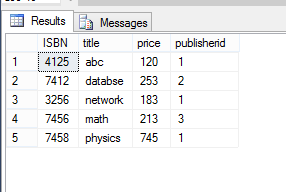 Results Messages
ISBN title price publisherid
1 4125 abc 120 1
2 7412 databse 253 2
3 3256 network 183 1
4 7456 math 213 3
5 7458 physics 745 1